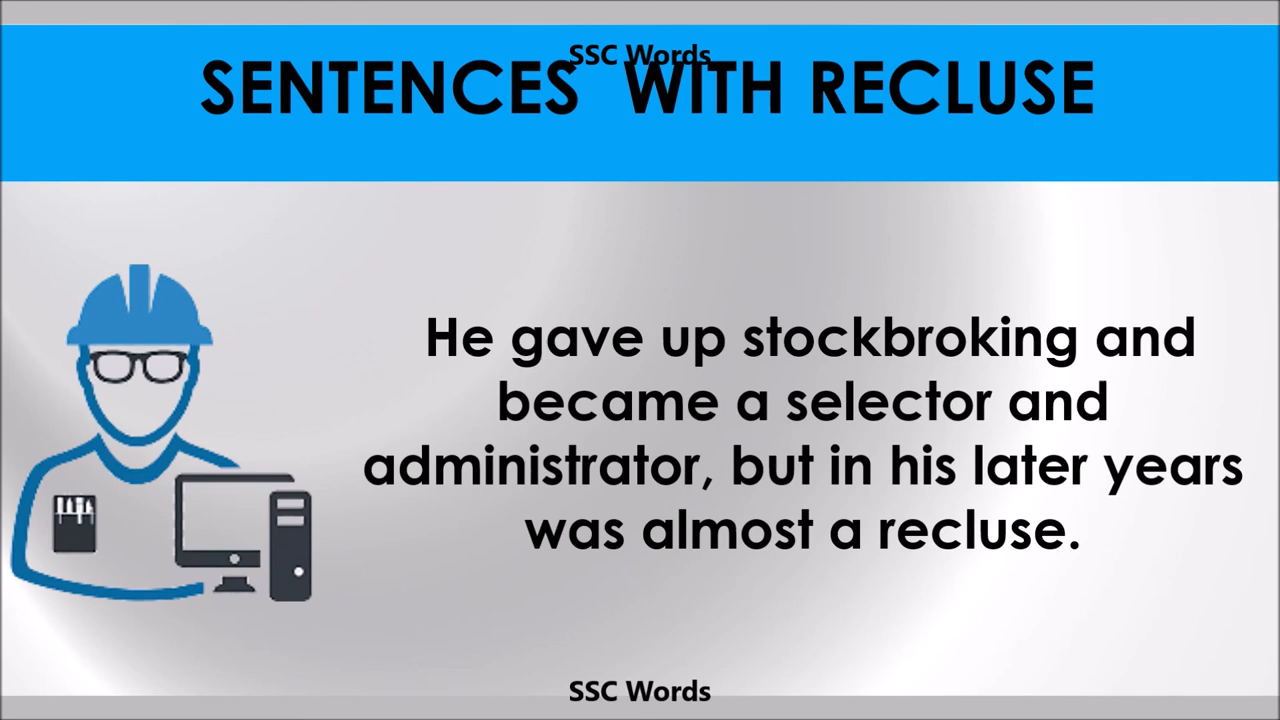 SSC Words
SENTENCES WITH RECLUSE
He gave up stockbroking and
became a selector and
administrator, but in his later years
was almost a recluse.
SSC Words